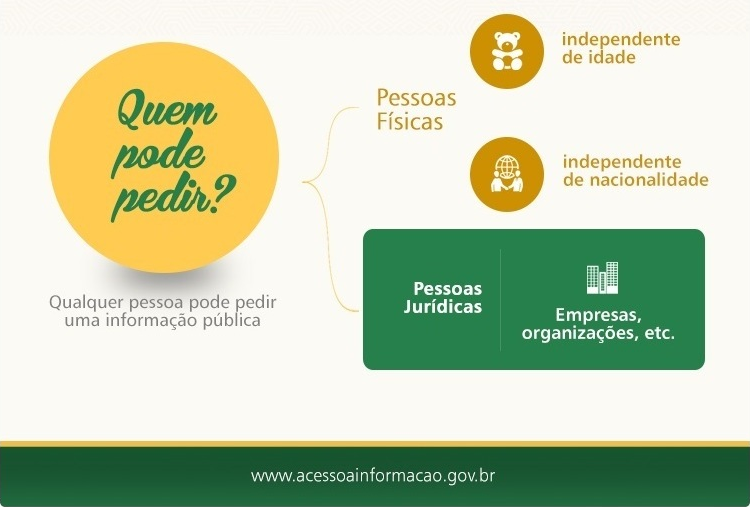 Quem
pode
pedir?
Qualquer pessoa pode pedir
uma informação pública
Pessoas
Físicas
independente
de idade
independente
de nacionalidade
Pessoas
Jurídicas
Empresas,
organizações, etc.
www.acessoainformacao.gov.br